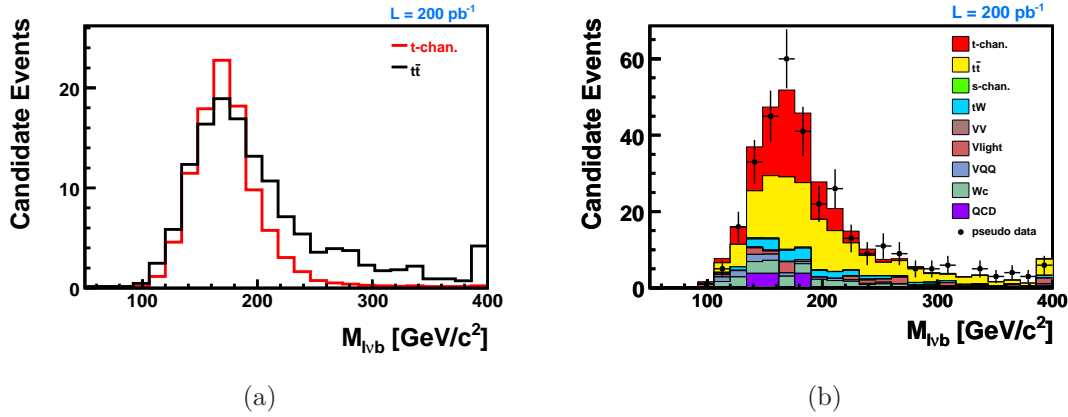 L = 200 pb⁻¹
t-chan.
tt̄
Candidate Events
20
10
0
100
200
300
400
M_lνb [GeV/c²]
(a)
L = 200 pb⁻¹
t-chan.
tt̄
s-chan.
tW
VV
Vlight
VQQ
Wc
QCD
pseudo data
Candidate Events
60
40
20
0
100
200
300
400
M_lνb [GeV/c²]
(b)